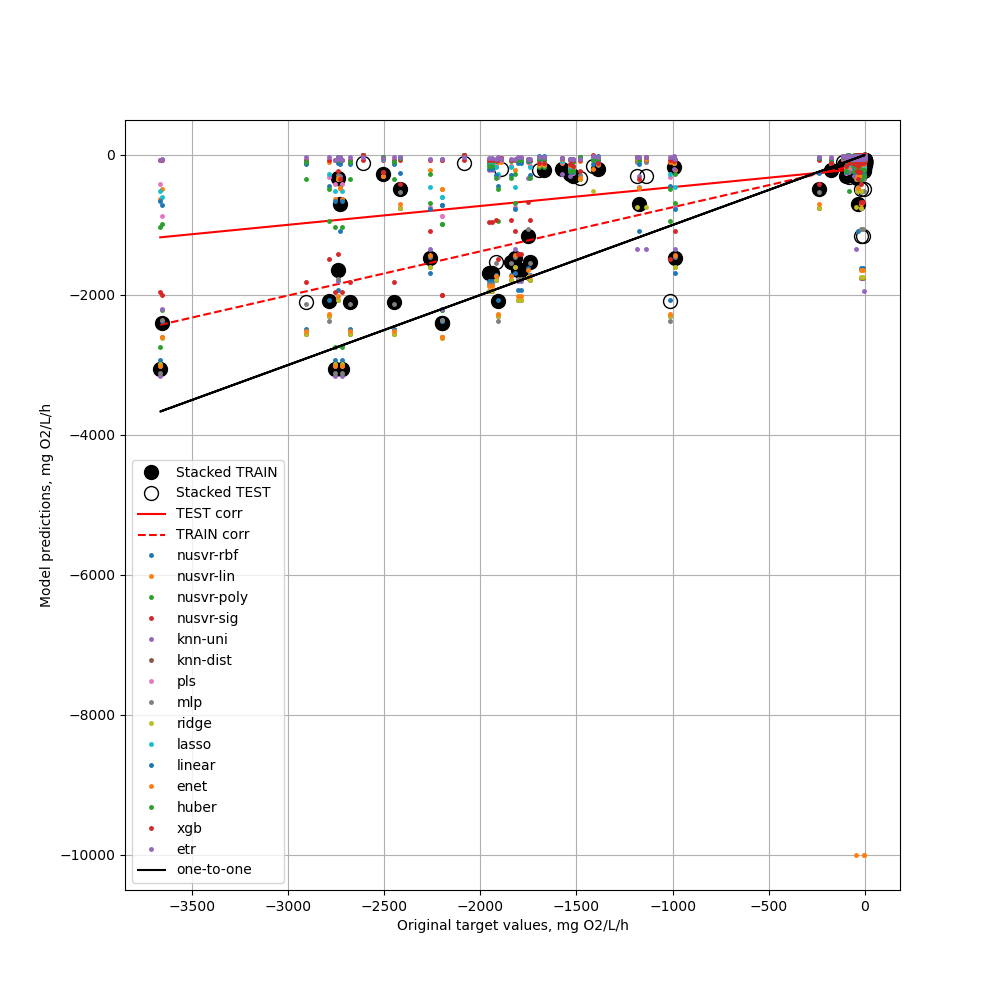 0
−2000
−4000
−6000
−8000
−10000
Model predictions, mg O2/L/h
Stacked TRAIN
Stacked TEST
TEST corr
TRAIN corr
nusvr-rbf
nusvr-lin
nusvr-poly
nusvr-sig
knn-uni
knn-dist
pls
mlp
ridge
lasso
linear
enet
huber
xgb
etr
one-to-one
−3500 −3000 −2500 −2000 −1500 −1000 −500 0
Original target values, mg O2/L/h